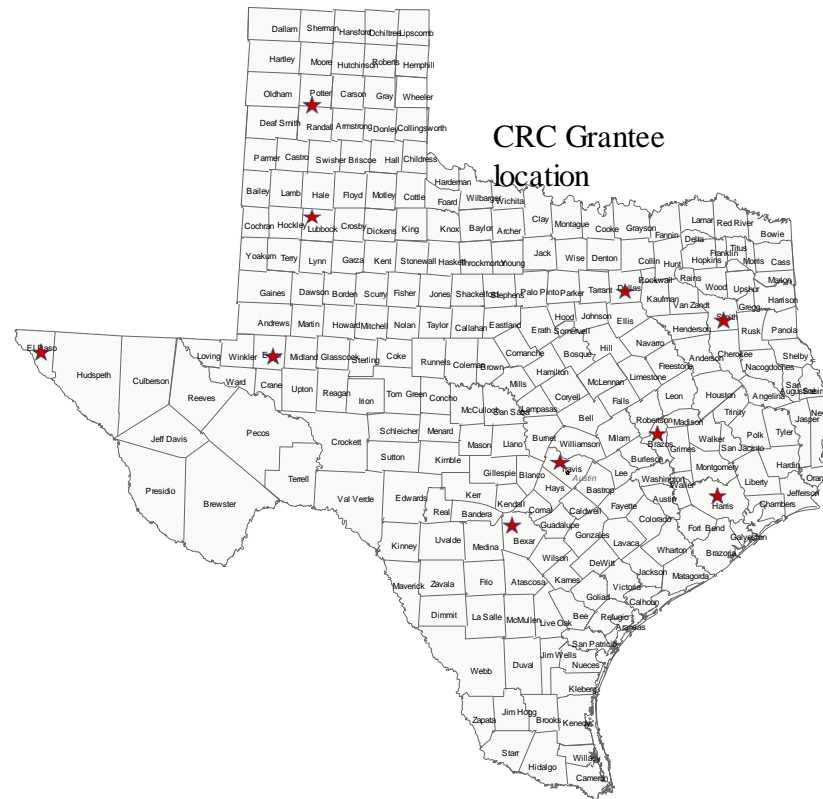 Dallam Sherman Hansford Ochiltree Lipscomb
CRC Grantee
location
Hartley Moore Hutchinson Roberts Hemphill
Oldham Potter Carson Gray Wheeler
Deaf Smith Randall Armstrong Donley Collingsworth
Parmer Castro Swisher Briscoe Hall Childress
Hardeman
Bailey Lamb Hale Floyd Motley Cottle Foard Wilbarger Wichita
Clay Montague Cooke Grayson Fannin Lamar Red River Bowie
Cochran Hockley Lubbock Crosby Dickens King Knox Baylor Archer
Delta Titus Franklin Hopkins Morris Cass
Yoakum Terry Lynn Garza Kent Stonewall Haskell Throckmorton Young Jack Wise Denton Collin Hunt
Rockwall Rains Wood Upshur Marion
Gaines Dawson Borden Scurry Fisher Jones Shackelford Stephens Palo Pinto Parker Tarrant Dallas Kaufman Van Zandt Gregg Harrison
Andrews Martin Howard Mitchell Nolan Taylor Callahan Eastland Erath Hood Somervell Johnson Ellis Henderson Smith Rusk Panola
El Paso Hudspeth Culberson Reeves Loving Winkler Midland Glasscock Sterling Coke Runnels Coleman Brown Comanche Bosque Hill Navarro Anderson Cherokee Shelby
Ward Crane Upton Reagan Irion Tom Green Concho Mills Hamilton McLennan Limestone Freestone Nacogdoches San
Augustine
McCulloch San Saba Lampasas Coryell Falls Leon Houston Angelina
Jeff Davis Pecos Crockett Schleicher Menard Mason Llano Burnet Bell Milam Robertson Madison Trinity Polk Tyler Jasper
Sutton Kimble Williamson Brazos Grimes Walker San Jacinto
Presidio Brewster Terrell Val Verde Edwards Gillespie Blanco Travis Lee Burleson Washington Montgomery Hardin
Austin
Real Kerr Bandera Kendall Hays Bastrop Austin Waller Harris Liberty Jefferson
Comal Caldwell Fayette Colorado Chambers
Kinney Uvalde Medina Bexar Guadalupe Gonzales Lavaca Fort Bend Galveston
Wilson DeWitt Wharton Brazoria
Maverick Zavala Frio Atascosa Karnes Jackson Matagorda
Goliad Victoria Calhoun
Dimmit La Salle McMullen Live Oak Bee Refugio Aransas
San Patricio
Webb Duval Jim Wells Nueces
Kleberg
Zapata Jim Hogg Brooks Kenedy
Starr Hidalgo Willacy
Cameron